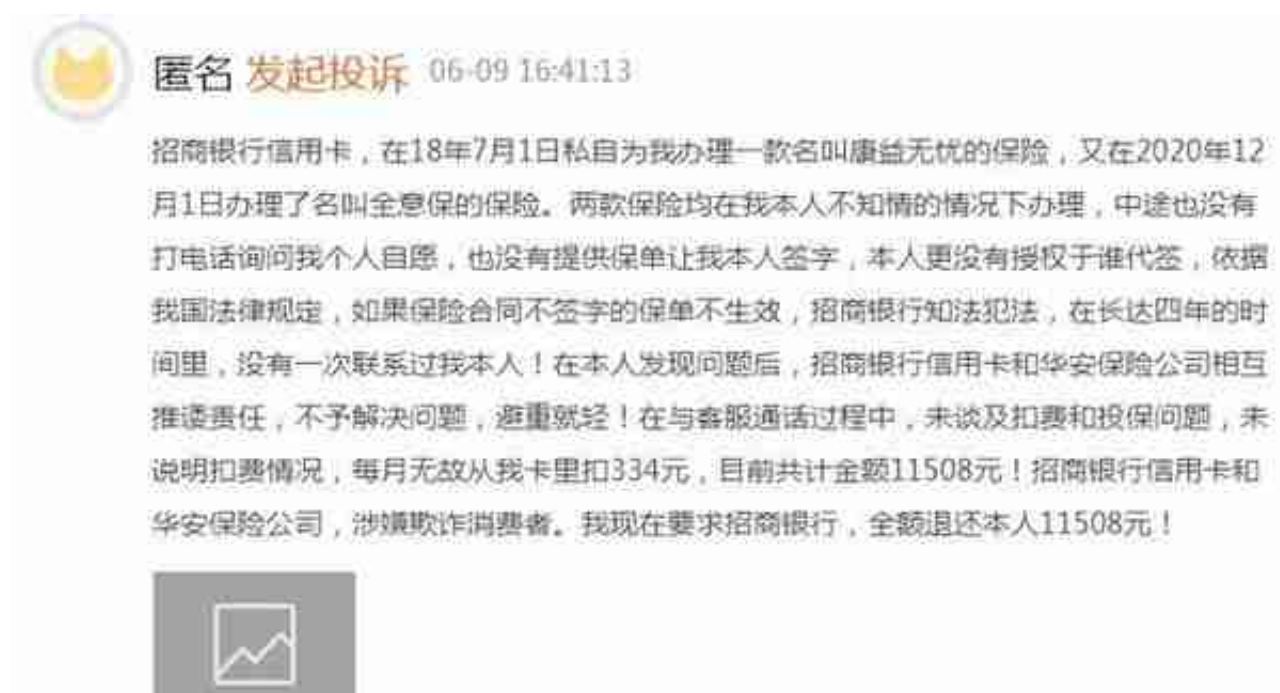 匿名 发起投诉 06-09 16:41:13
招商银行信用卡，在18年7月1日私自为我办理一款名叫康益无忧的保险，又在2020年12
月1日办理了名叫全意保的保险。两款保险均在我本人不知情的情况下办理，中途也没有
打电话询问我个人自愿，也没有提供保单让我本人签字，本人更没有授权于谁代签，依据
我国法律规定，如果保险合同不签字的保单不生效，招商银行知法犯法，在长达四年的时
间里，没有一次联系过我本人！在本人发现问题后，招商银行信用卡和华安保险公司相互
推诿责任，不予解决问题，避重就轻！在与客服通话过程中，未谈及扣费和投保问题，未
说明扣费情况，每月无故从我卡里扣334元，目前共计金额11508元！招商银行信用卡和
华安保险公司，涉嫌欺诈消费者。我现在要求招商银行，全额退还本人11508元！